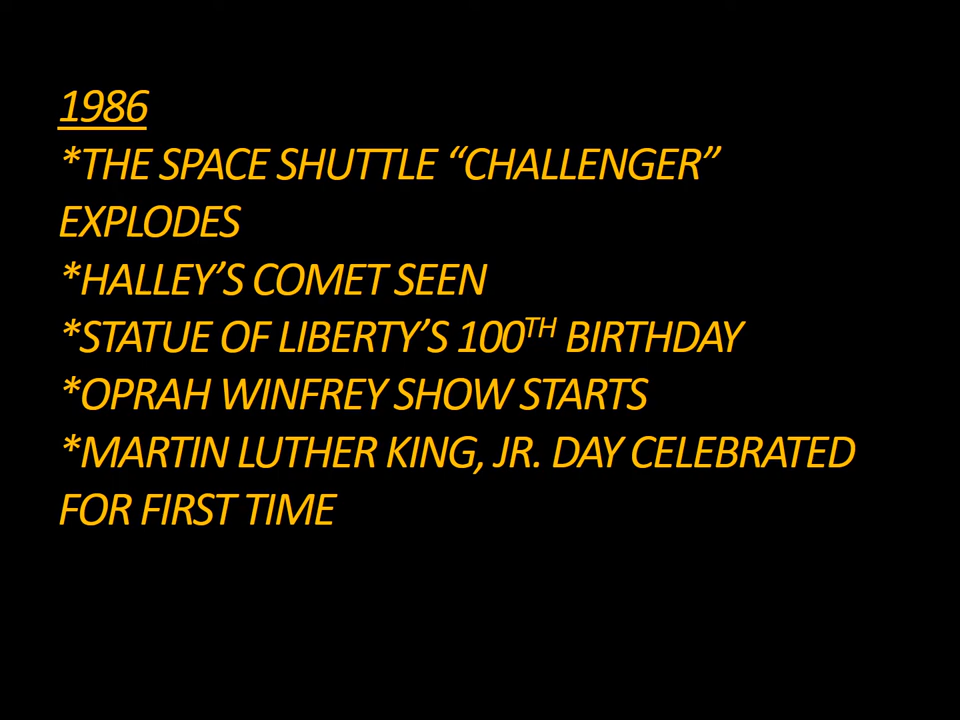 1986
*THE SPACE SHUTTLE “CHALLENGER”
EXPLODES
*HALLEY’S COMET SEEN
*STATUE OF LIBERTY’S 100TH BIRTHDAY
*OPRAH WINFREY SHOW STARTS
*MARTIN LUTHER KING, JR. DAY CELEBRATED
FOR FIRST TIME